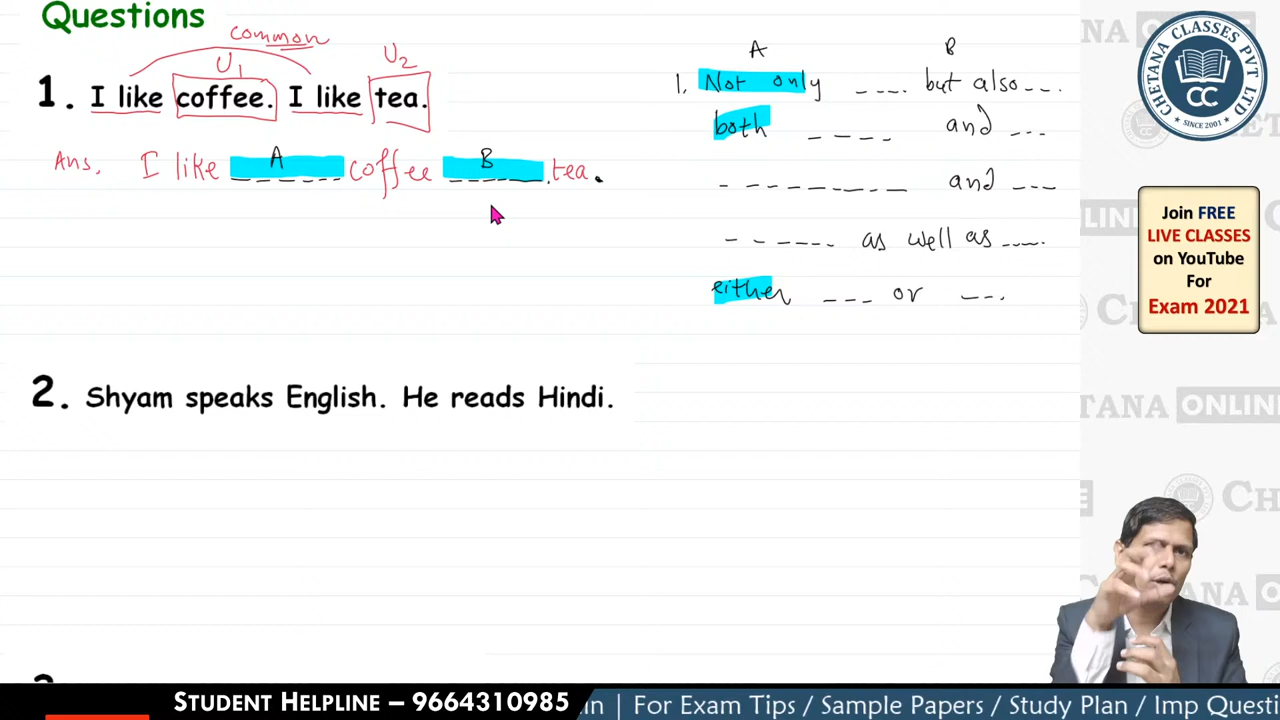 Questions
common
U1
U2
1. I like coffee. I like tea.
Ans, I like A coffee B tea.
2. Shyam speaks English. He reads Hindi.
A B
1. Not only ---- but also ---.
both ---- and ---
-------- and ---
------ as well as ----.
either --- or ---
CHETANA CLASSES PVT LTD
CC
SINCE 2001
Join FREE
LIVE CLASSES
on YouTube
For
Exam 2021
TANA ONLINE
STUDENT HELPLINE – 9664310985
in | For Exam Tips / Sample Papers / Study Plan / Imp Questi